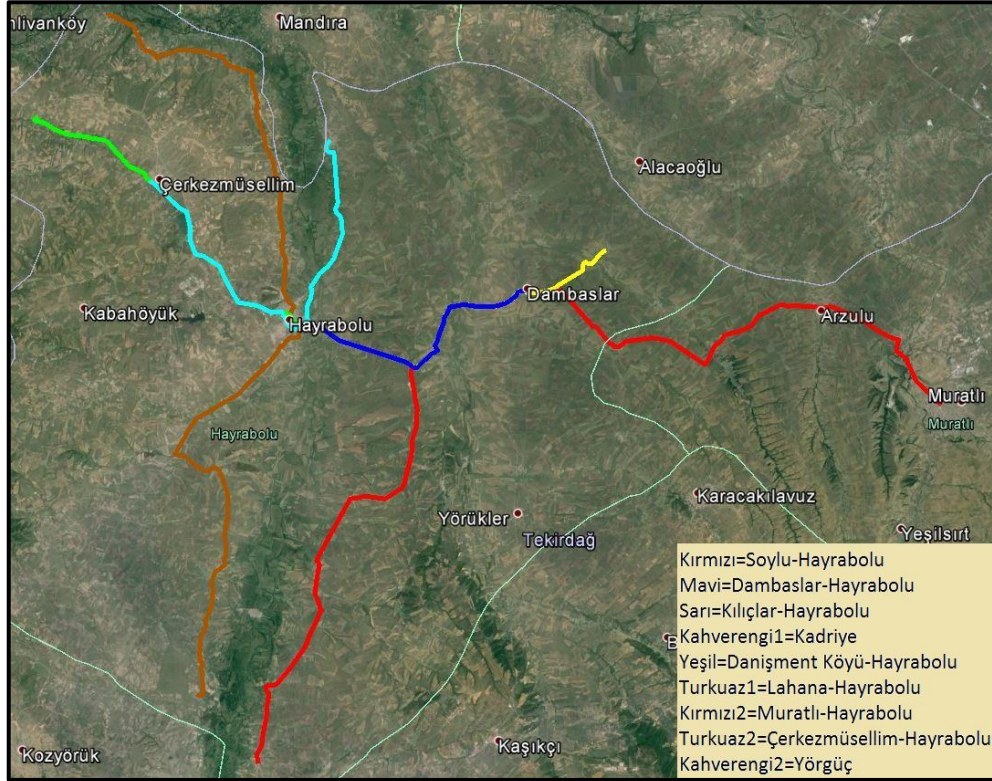 Mandıra
nlivanköy
Alacaoğlu
Çerkezmüsellim
Kabahöyük
Hayrabolu
Dambaslar
Arzulu
Muratlı
Muratlı
Hayrabolu
Karacakılavuz
Yörükler
Tekirdağ
Yeşilsırt
Kozyörük
Kaşıkçı
B
Kırmızı=Soylu-Hayrabolu
Mavi=Dambaslar-Hayrabolu
Sarı=Kılıçlar-Hayrabolu
Kahverengi1=Kadriye
Yeşil=Danişment Köyü-Hayrabolu
Turkuaz1=Lahana-Hayrabolu
Kırmızı2=Muratlı-Hayrabolu
Turkuaz2=Çerkezmüsellim-Hayrabolu
Kahverengi2=Yörgüç